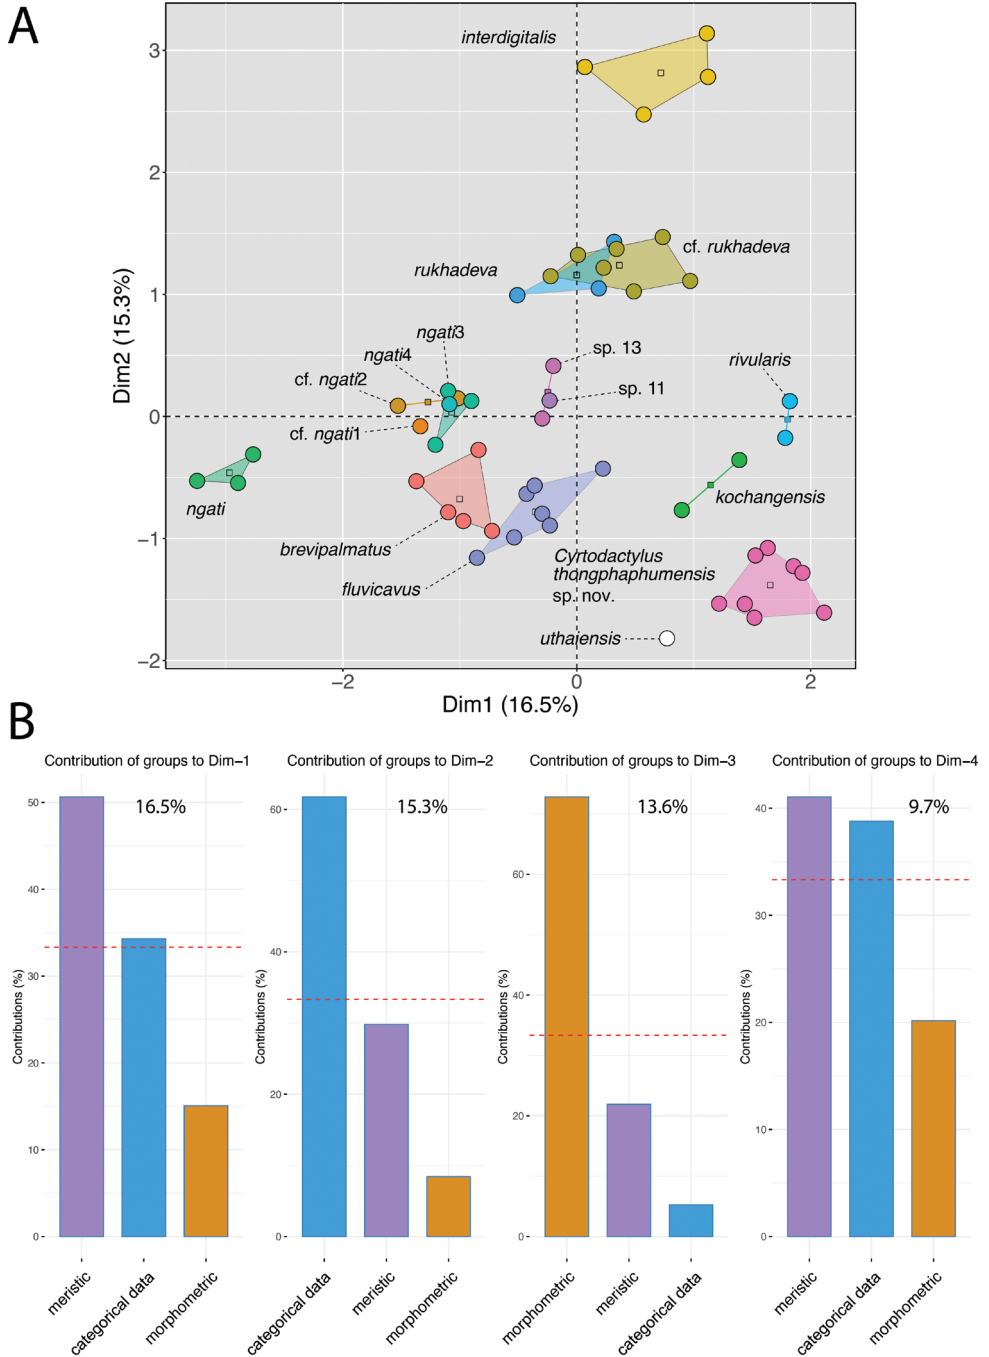 A
interdigitalis
cf. rukhadeva
rukhadeva
ngati3
ngati4
cf. ngati2
cf. ngati1
sp. 13
sp. 11
rivularis
ngati
kochangensis
brevipalmatus
fluvicavus
Cyrtodactylus
thongphaphumensis
sp. nov.
uthaiensis
3
2
1
0
−1
−2
Dim2 (15.3%)
−2
0
2
Dim1 (16.5%)
B
Contribution of groups to Dim−1
16.5%
50
40
30
20
10
0
Contributions (%)
meristic
categorical data
morphometric
Contribution of groups to Dim−2
15.3%
60
40
20
0
Contributions (%)
categorical data
meristic
morphometric
Contribution of groups to Dim−3
13.6%
60
40
20
0
Contributions (%)
morphometric
meristic
categorical data
Contribution of groups to Dim−4
9.7%
40
30
20
10
0
Contributions (%)
meristic
categorical data
morphometric